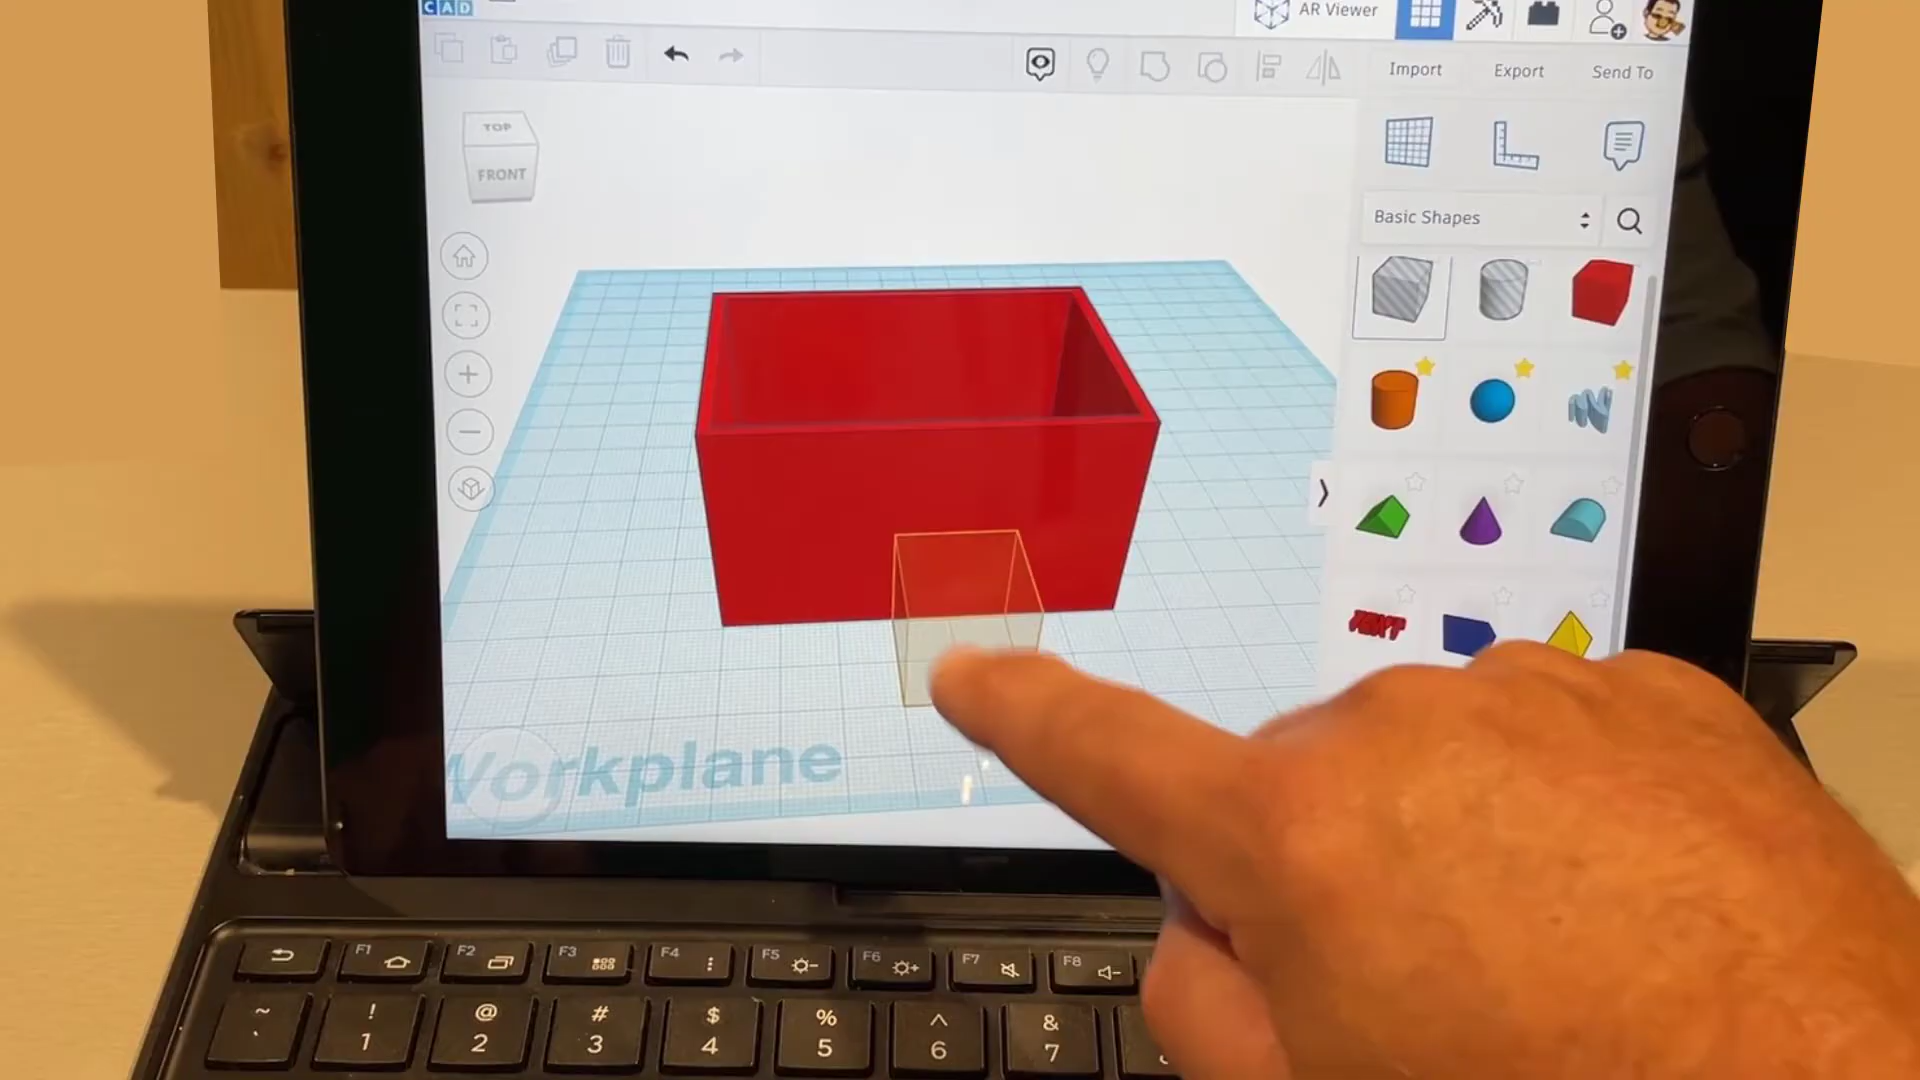 CAD
AR Viewer
Import Export Send To
TOP
FRONT
Basic Shapes
TEXT
Workplane
F1 F2 F3 F4 F5 F6 F7 F8
~ ! @ # $ % ^ &
` 1 2 3 4 5 6 7